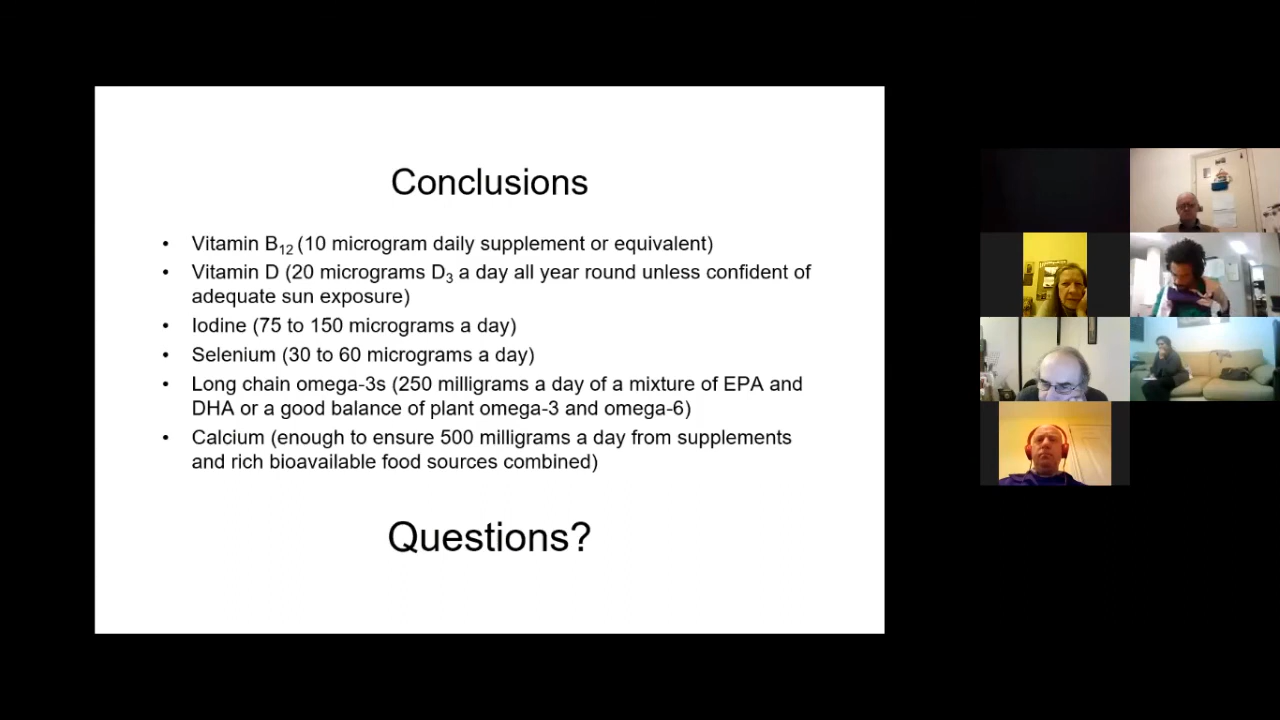 Conclusions
• Vitamin B12 (10 microgram daily supplement or equivalent)
• Vitamin D (20 micrograms D3 a day all year round unless confident of
adequate sun exposure)
• Iodine (75 to 150 micrograms a day)
• Selenium (30 to 60 micrograms a day)
• Long chain omega-3s (250 milligrams a day of a mixture of EPA and
DHA or a good balance of plant omega-3 and omega-6)
• Calcium (enough to ensure 500 milligrams a day from supplements
and rich bioavailable food sources combined)
Questions?